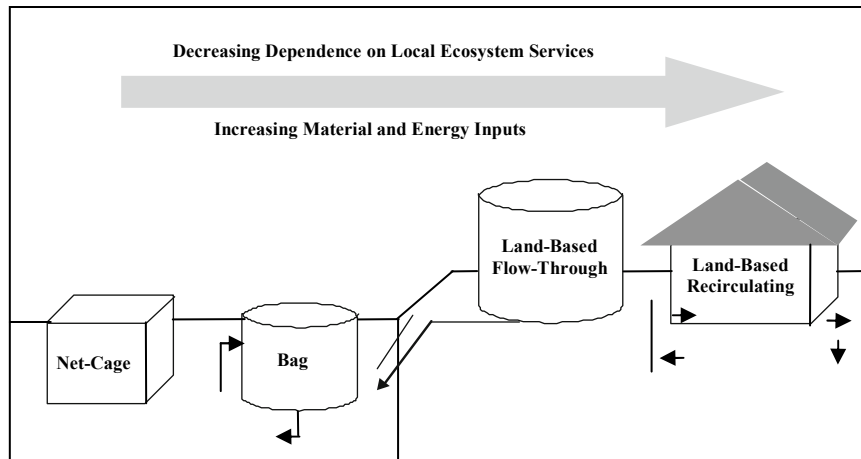 Decreasing Dependence on Local Ecosystem Services
Increasing Material and Energy Inputs
Land-Based
Flow-Through
Land-Based
Recirculating
Net-Cage
Bag